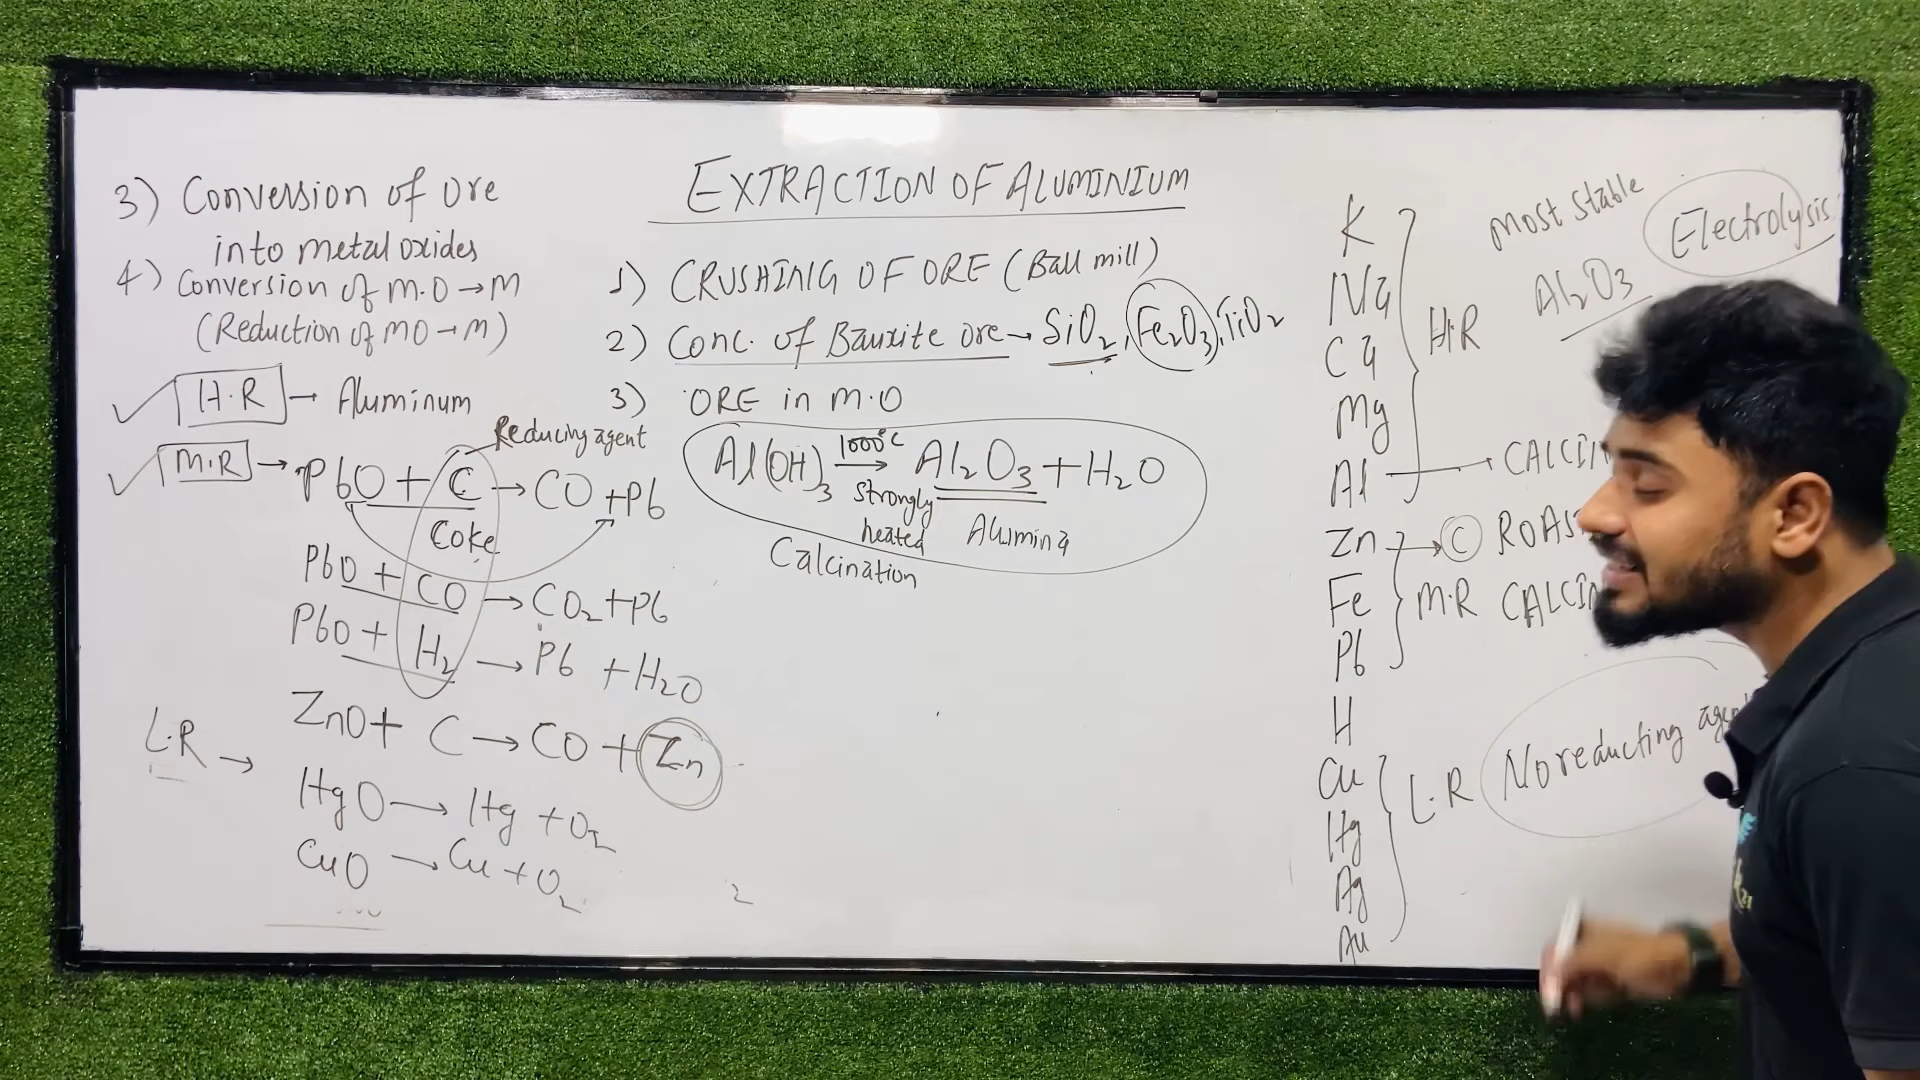 3) Conversion of ore
into metal oxides
4) Conversion of M.O → M
(Reduction of MO → M)
H.R → Aluminum
Reducing agent
M.R → PbO + C → CO + Pb
Coke
PbO + CO → CO2 + Pb
PbO + H2 → Pb + H2O
ZnO + C → CO + Zn
L.R →
HgO → Hg + O2
CuO → Cu + O2
2
EXTRACTION OF ALUMINIUM
1) CRUSHING OF ORE (Ball mill)
2) Conc. of Bauxite ore → SiO2, Fe2O3, TiO2
3) ORE in M.O
Al(OH)3 1000°C → Al2O3 + H2O
strongly heated
Alumina
Calcination
K
Na
Ca
Mg
Al
H.R
Most stable
Electrolysis
Al2O3
→
Zn
Fe
Pb
→ C
M.R
H
Cu
Hg
Ag
Au
L.R
No reducting